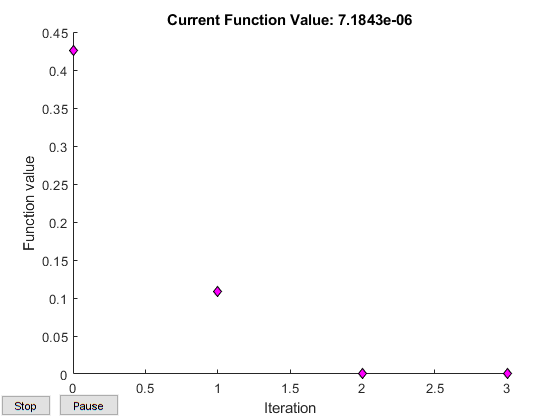 Current Function Value: 7.1843e-06
0.45
0.4
0.35
0.3
0.25
0.2
0.15
0.1
0.05
0
Function value
0 0.5 1 1.5 2 2.5 3
Iteration
Stop Pause